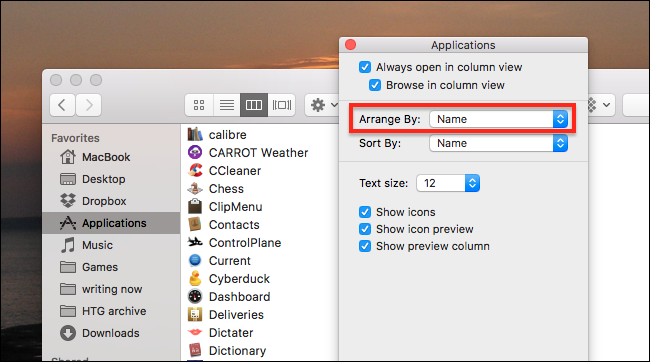 Applications
Always open in column view
Browse in column view
Arrange By: Name
Sort By: Name
Text size: 12
Show icons
Show icon preview
Show preview column
Favorites
MacBook
Desktop
Dropbox
Applications
Music
Games
writing now
HTG archive
Downloads
Shared
calibre
CARROT Weather
CCleaner
Chess
ClipMenu
Contacts
ControlPlane
Current
Cyberduck
Dashboard
Deliveries
Dictater
Dictionary